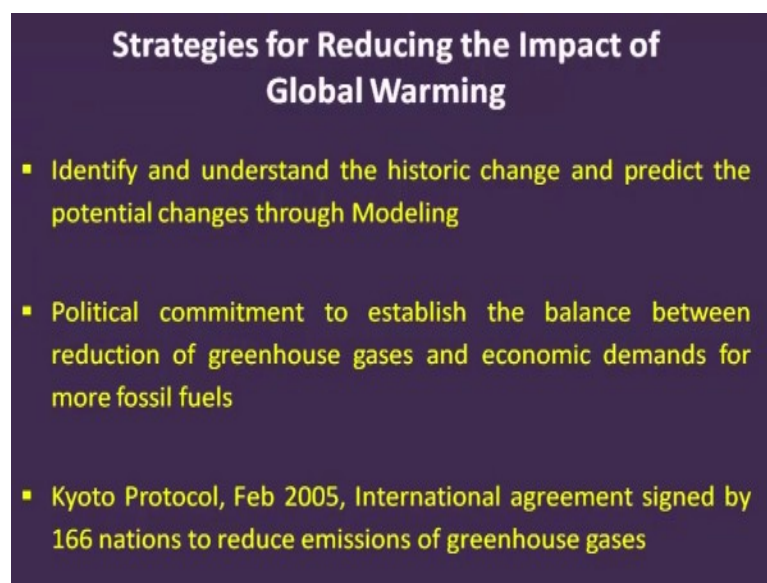 Strategies for Reducing the Impact of
Global Warming
▪ Identify and understand the historic change and predict the
potential changes through Modeling
▪ Political commitment to establish the balance between
reduction of greenhouse gases and economic demands for
more fossil fuels
▪ Kyoto Protocol, Feb 2005, International agreement signed by
166 nations to reduce emissions of greenhouse gases